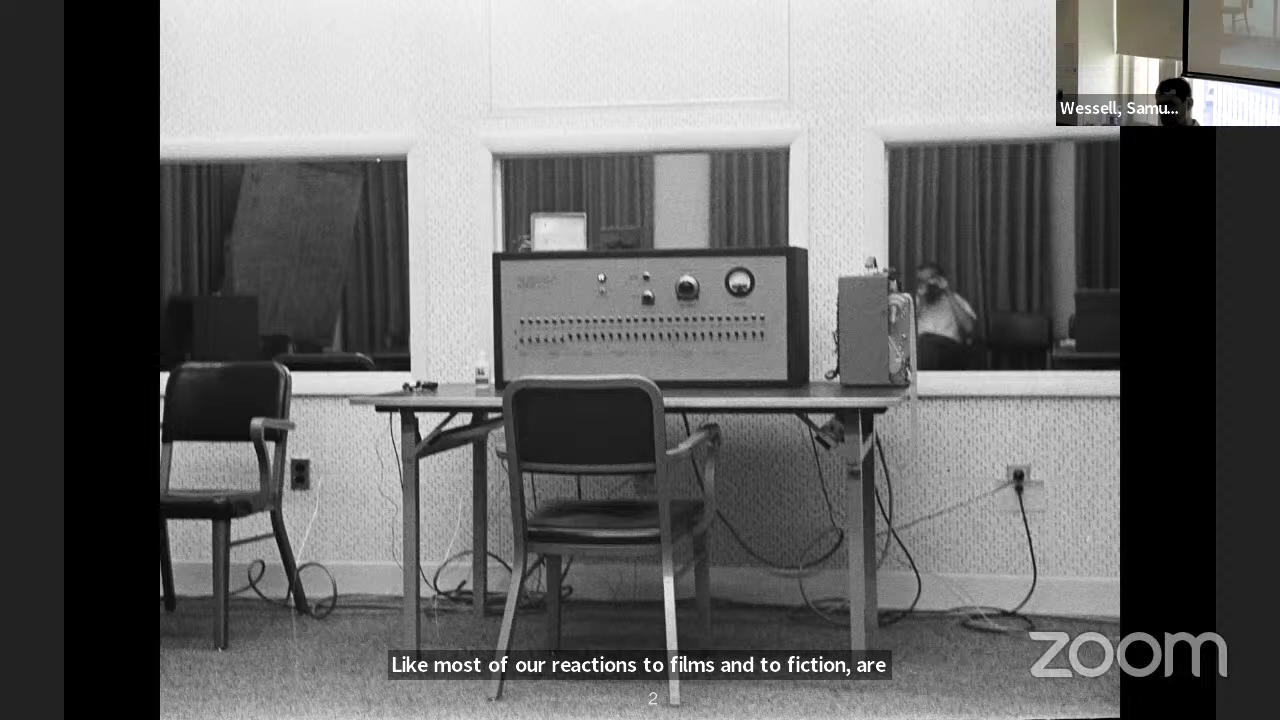 Wessell, Samu...
Like most of our reactions to films and to fiction, are
2
zoom